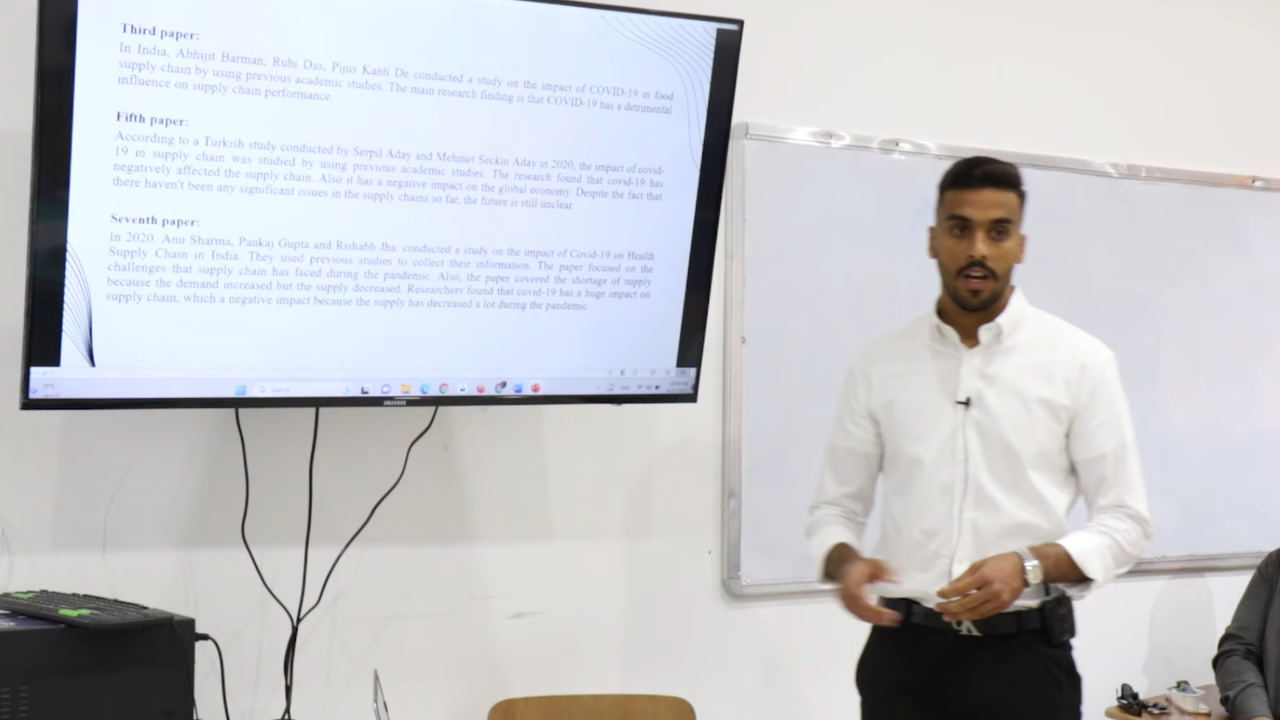 Third paper:
In India, Abhijit Barman, Rubi Das, Pijus Kanti De conducted a study on the impact of COVID-19 in food
supply chain by using previous academic studies. The main research finding is that COVID-19 has a detrimental
influence on supply chain performance.
Fifth paper:
According to a Turkish study conducted by Serpil Aday and Mehmet Seckin Aday in 2020, the impact of covid-
19 in supply chain was studied by using previous academic studies. The research found that covid-19 has
negatively affected the supply chain. Also it has a negative impact on the global economy. Despite the fact that
there haven't been any significant issues in the supply chains so far, the future is still unclear.
Seventh paper:
In 2020, Anu Sharma, Pankaj Gupta and Rishabh Jha. conducted a study on the impact of Covid-19 on Health
Supply Chain in India. They used previous studies to collect their information. The paper focused on the
challenges that supply chain has faced during the pandemic. Also, the paper covered the shortage of supply
because the demand increased but the supply decreased. Researchers found that covid-19 has a huge impact on
supply chain, which a negative impact because the supply has decreased a lot during the pandemic.
Search